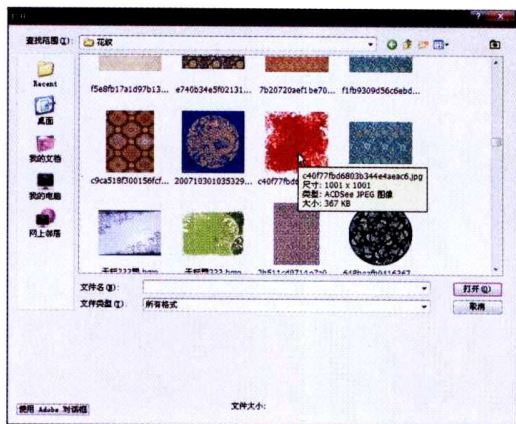 查找范围(I): 花纹
Recent
桌面
我的文档
我的电脑
网上邻居
f5e8fb17a1d97b13... e740b34e5f02131... 7b20720aef1be70... f1fb9309d56c6ebd...
c9ca518f300156fcf... 200710301035329... c40f77fbd6
c40f77fbd6803b344e4aeac6.jpg
尺寸: 1001 x 1001
类型: ACDSee JPEG 图像
大小: 367 KB
文件名(N):
打开(O)
文件类型(T): 所有格式
取消
使用 Adobe 对话框
文件大小: